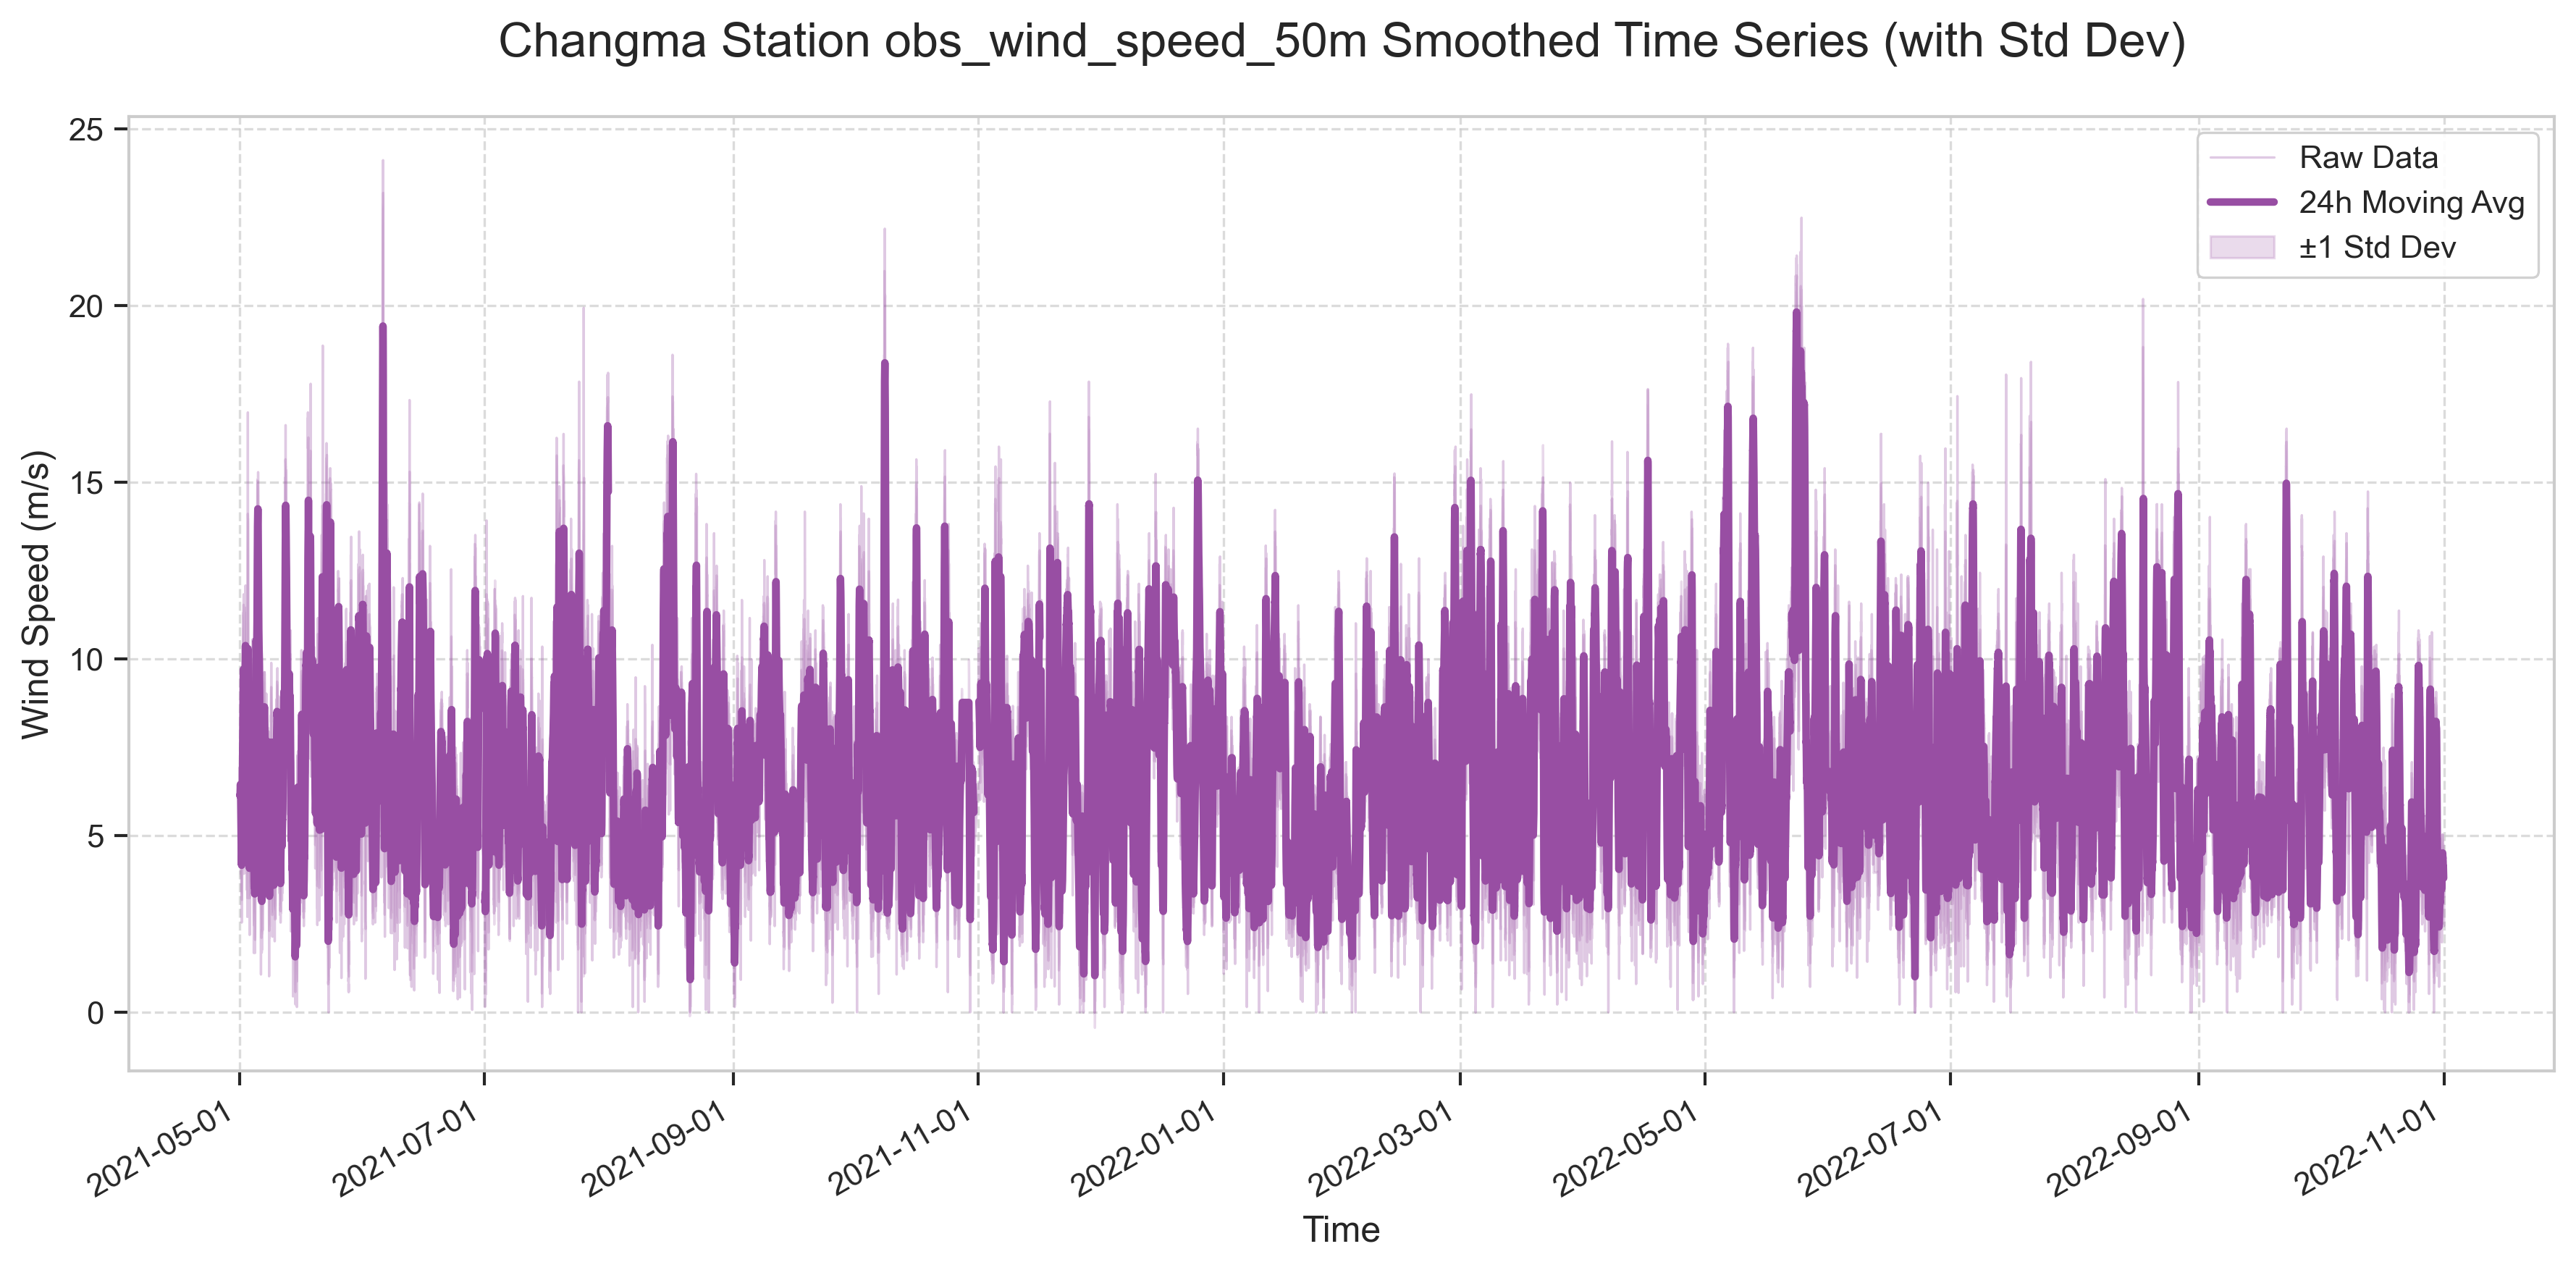 Changma Station obs_wind_speed_50m Smoothed Time Series (with Std Dev)
Raw Data
24h Moving Avg
±1 Std Dev
Wind Speed (m/s)
25
20
15
10
5
0
2021-05-01
2021-07-01
2021-09-01
2021-11-01
2022-01-01
2022-03-01
2022-05-01
2022-07-01
2022-09-01
2022-11-01
Time